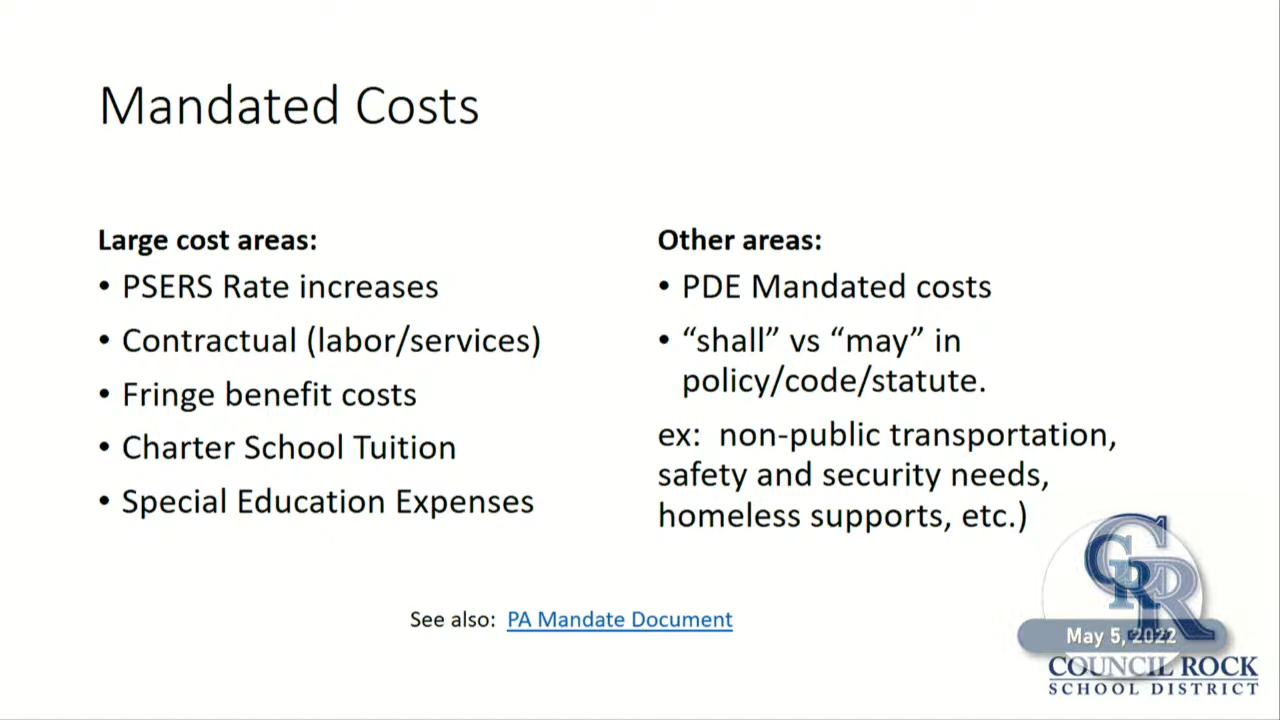 Mandated Costs
Large cost areas:
• PSERS Rate increases
• Contractual (labor/services)
• Fringe benefit costs
• Charter School Tuition
• Special Education Expenses
Other areas:
• PDE Mandated costs
• “shall” vs “may” in
policy/code/statute.
ex: non-public transportation,
safety and security needs,
homeless supports, etc.)
See also: PA Mandate Document
CR
CR
May 5, 2022
COUNCIL ROCK
SCHOOL DISTRICT